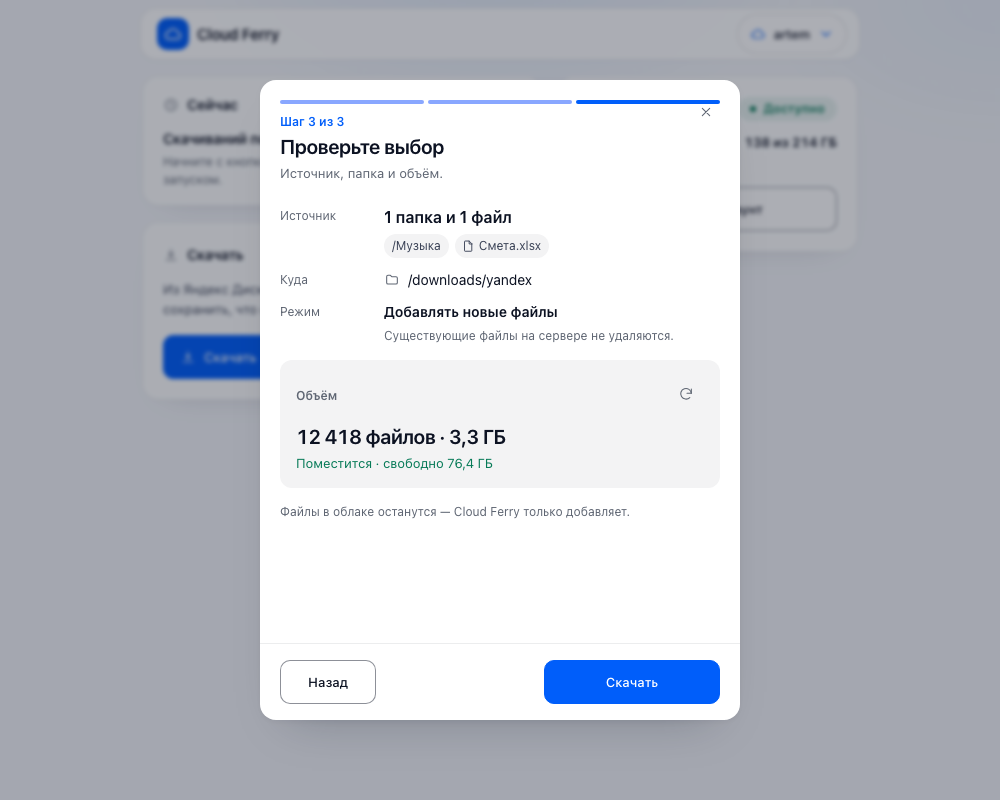 Cloud Ferry
artem
Сейчас
Доступно
138 из 214 ГБ
Скачать
Скачать
Шаг 3 из 3
Проверьте выбор
Источник, папка и объём.
Источник
1 папка и 1 файл
/Музыка
Смета.xlsx
Куда
/downloads/yandex
Режим
Добавлять новые файлы
Существующие файлы на сервере не удаляются.
Объём
12 418 файлов · 3,3 ГБ
Поместится · свободно 76,4 ГБ
Файлы в облаке останутся — Cloud Ferry только добавляет.
Назад
Скачать